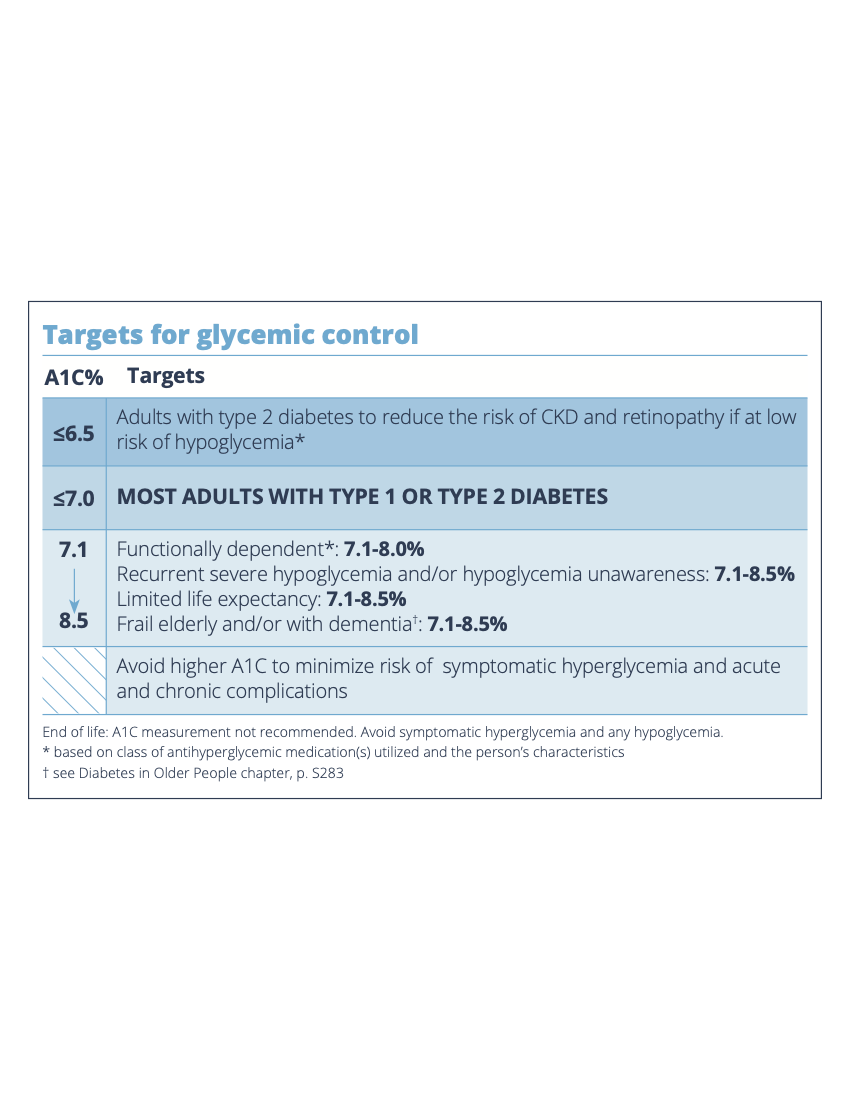 Targets for glycemic control
A1C% Targets
≤6.5 Adults with type 2 diabetes to reduce the risk of CKD and retinopathy if at low
risk of hypoglycemia*
≤7.0 MOST ADULTS WITH TYPE 1 OR TYPE 2 DIABETES
7.1 Functionally dependent*: 7.1-8.0%
Recurrent severe hypoglycemia and/or hypoglycemia unawareness: 7.1-8.5%
Limited life expectancy: 7.1-8.5%
8.5 Frail elderly and/or with dementia†: 7.1-8.5%
Avoid higher A1C to minimize risk of symptomatic hyperglycemia and acute
and chronic complications
End of life: A1C measurement not recommended. Avoid symptomatic hyperglycemia and any hypoglycemia.
* based on class of antihyperglycemic medication(s) utilized and the person's characteristics
† see Diabetes in Older People chapter, p. S283